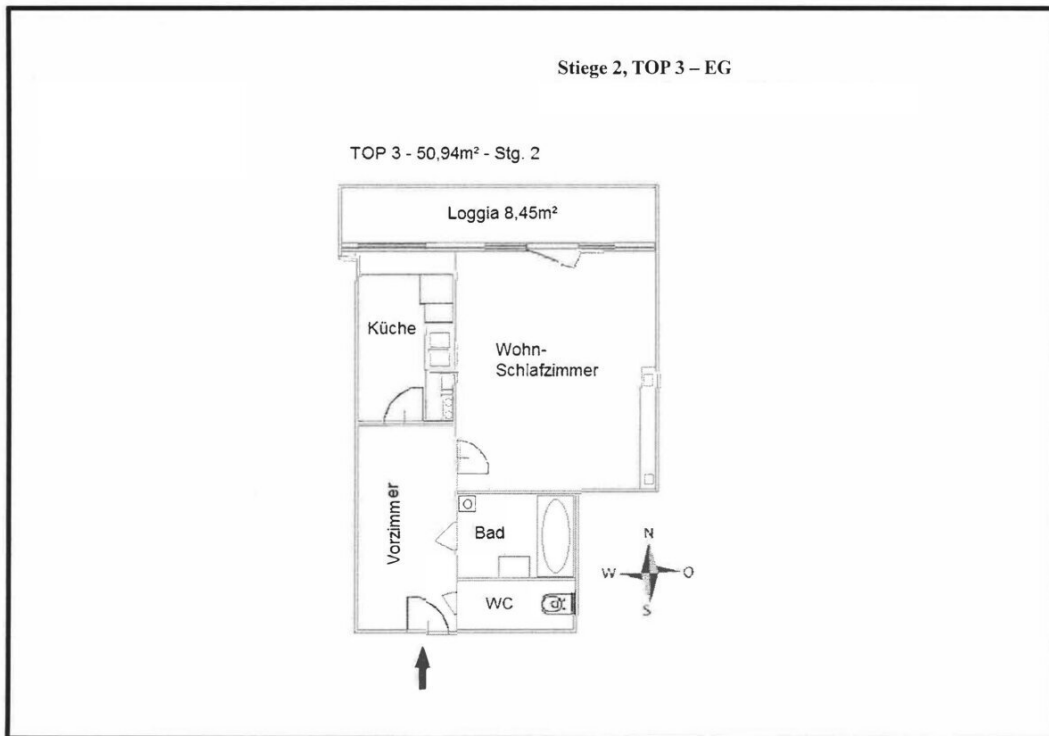 Stiege 2, TOP 3 – EG
TOP 3 - 50,94m² - Stg. 2
Loggia 8,45m²
Küche
Wohn-
Schlafzimmer
Vorzimmer
Bad
WC
N
W
O
S